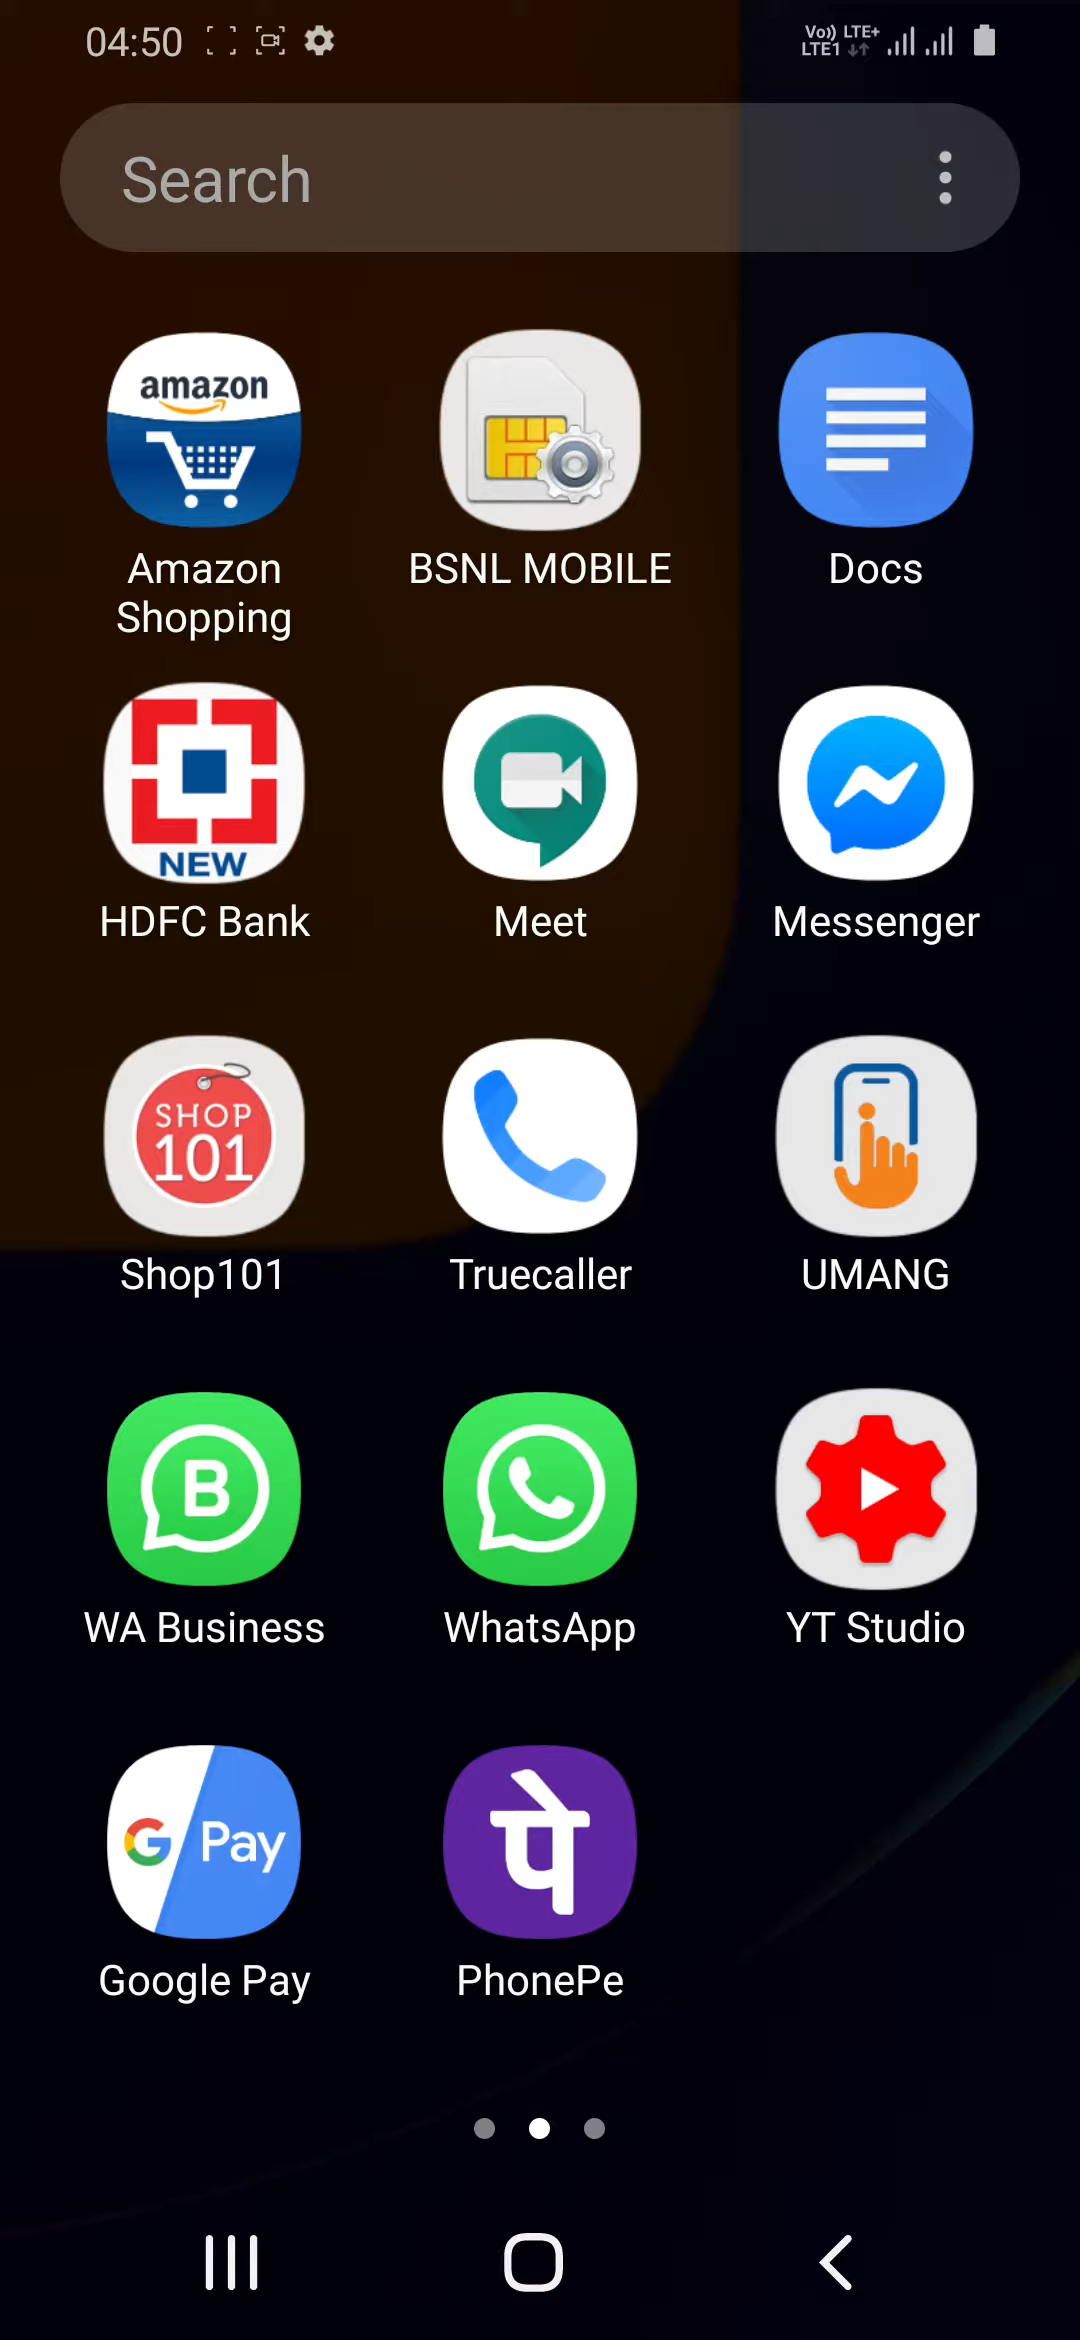 04:50
Vo)) LTE+
LTE1
Search
amazon
Amazon
Shopping
BSNL MOBILE
Docs
NEW
HDFC Bank
Meet
Messenger
SHOP
101
Shop101
Truecaller
UMANG
B
WA Business
WhatsApp
YT Studio
G Pay
Google Pay
पे
PhonePe